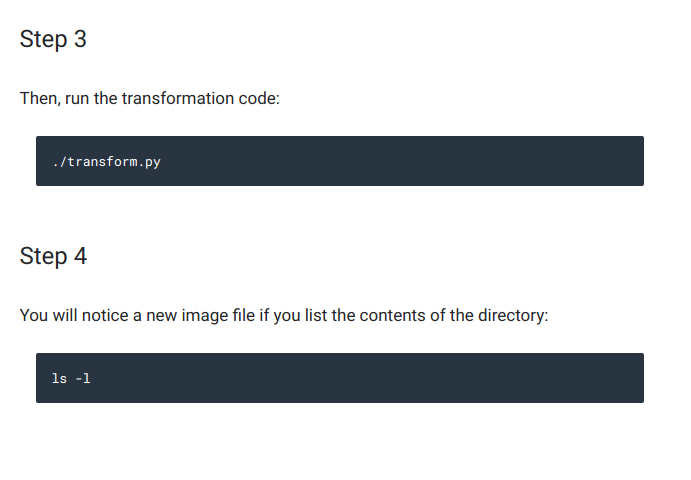 Step 3
Then, run the transformation code:
./transform.py
Step 4
You will notice a new image file if you list the contents of the directory:
ls -l